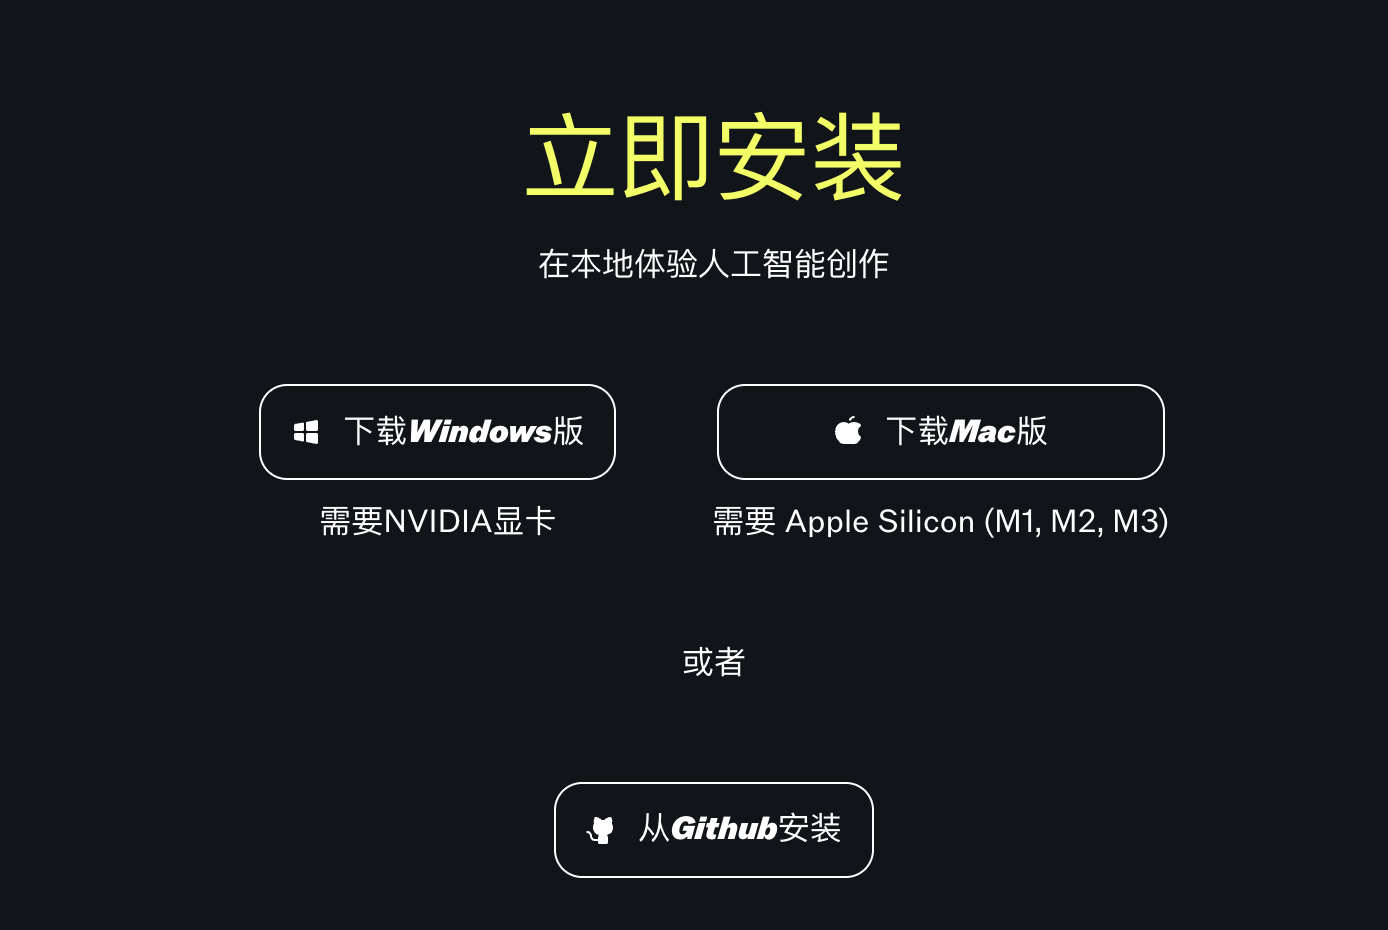 立即安装
在本地体验人工智能创作
下载Windows版
下载Mac版
需要NVIDIA显卡
需要 Apple Silicon (M1, M2, M3)
或者
从Github安装